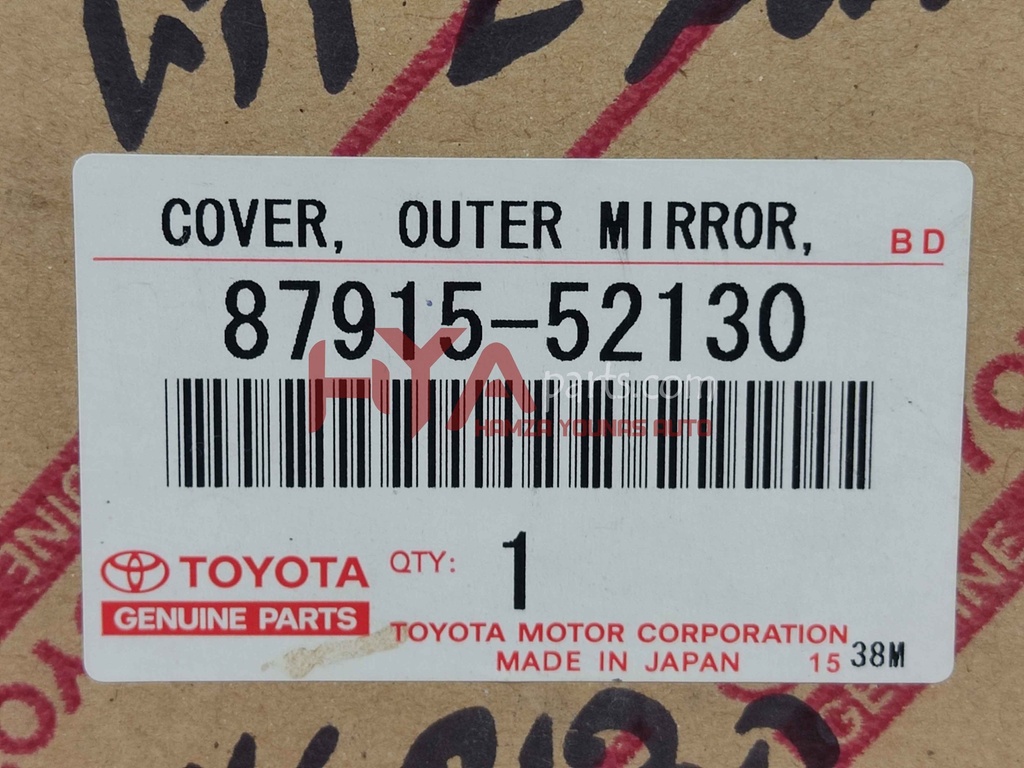 COVER, OUTER MIRROR,
BD
87915-52130
HYA parts.com
HAMZA YOUNAS AUTO
TOYOTA
GENUINE PARTS
QTY: 1
TOYOTA MOTOR CORPORATION
MADE IN JAPAN
15 38M